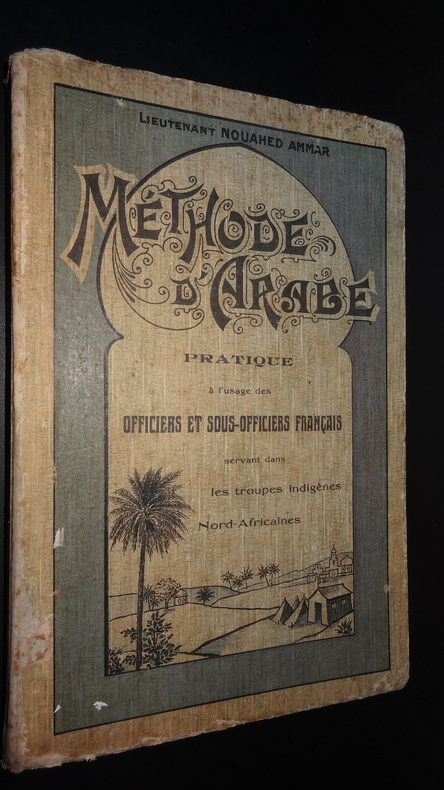 LIEUTENANT NOUAHED AMMAR
MÉTHODE
D'ARABE
PRATIQUE
à l'usage des
OFFICIERS ET SOUS-OFFICIERS FRANÇAIS
servant dans
les troupes indigènes
Nord-Africaines